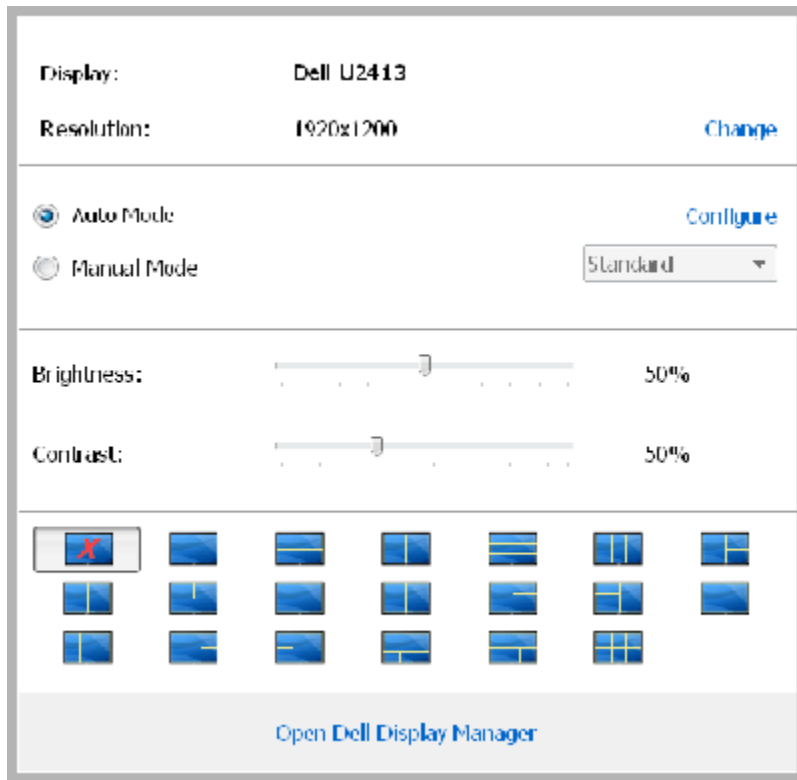 Display: Dell U2413
Resolution: 1920x1200 Change
Auto Mode Configure
Manual Mode Standard
Brightness: 50%
Contrast: 50%
Open Dell Display Manager